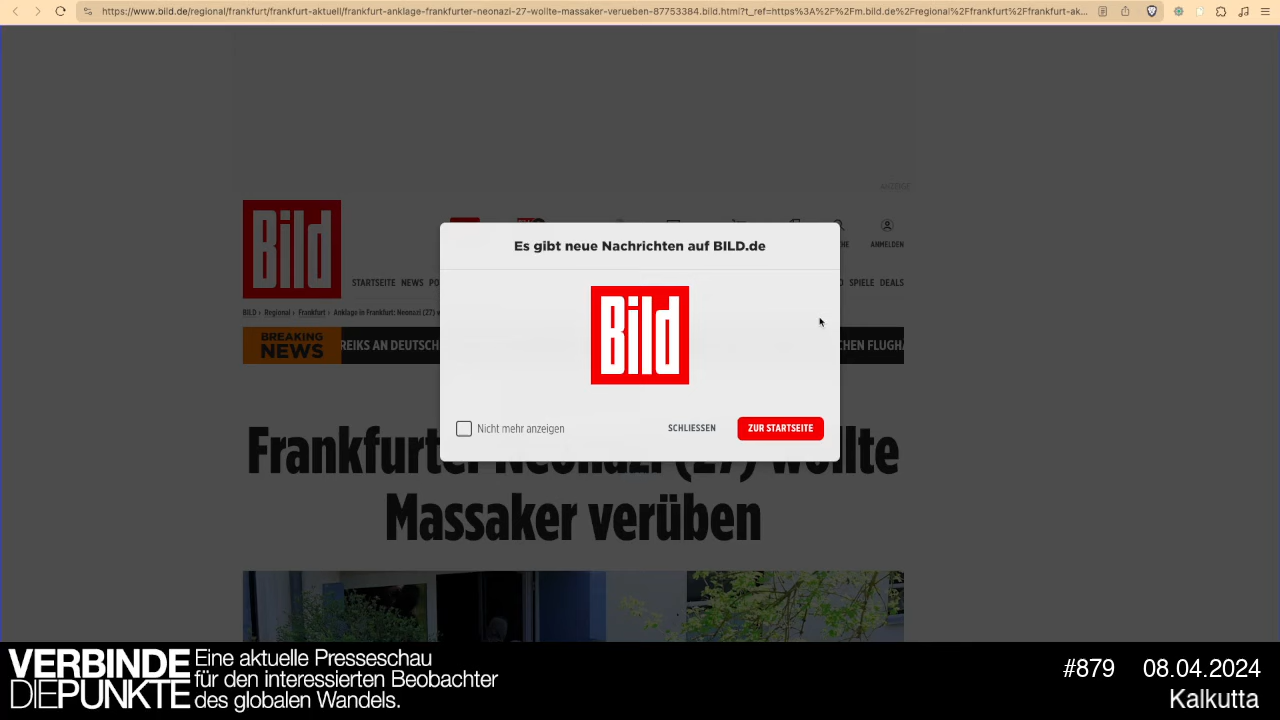 https://www.bild.de/regional/frankfurt/frankfurt-aktuell/frankfurt-anklage-frankfurter-neonazi-27-wollte-massaker-verueben-87753384.bild.html?t_ref=https%3A%2F%2Fm.bild.de%2Fregional%2Ffrankfurt%2Ffrankfurt-ak...
ANZEIGE
Bild
ANMELDEN
STARTSEITE NEWS
SPIELE DEALS
BILD › Regional › Frankfurt › Anklage in Frankfurt: Neonazi (27)
BREAKING
NEWS
REIKS AN DEUTSCH
CHEN FLUGHA
Es gibt neue Nachrichten auf BILD.de
Bild
Nicht mehr anzeigen
SCHLIESSEN
ZUR STARTSEITE
Frankfurter Neonazi (27) wollte
Massaker verüben
VERBINDE
DIEPUNKTE
Eine aktuelle Presseschau
für den interessierten Beobachter
des globalen Wandels.
#879 08.04.2024
Kalkutta